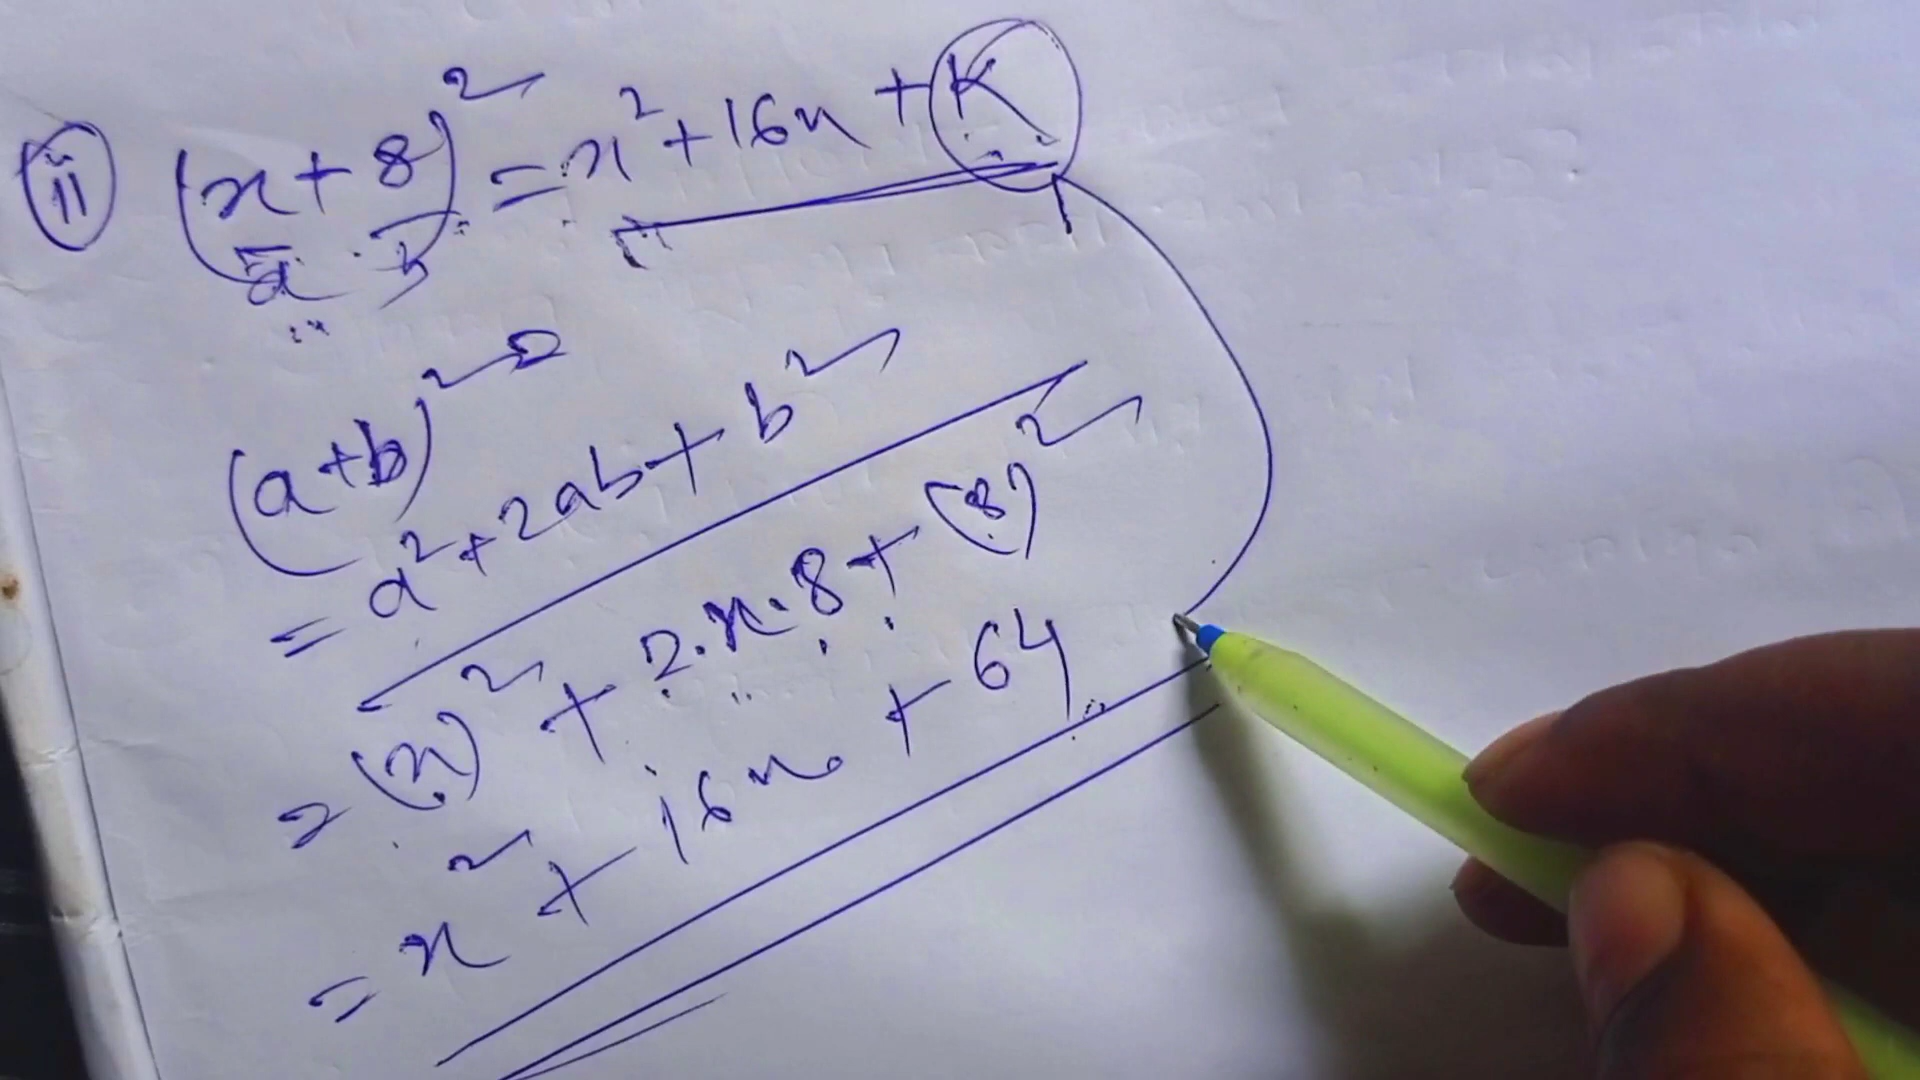 ii (x+8)² = x²+16x+K
a b
(a+b)²
= a²+2ab+b²
= (x)² + 2.x.8+(8)²
= x² + 16x + 64